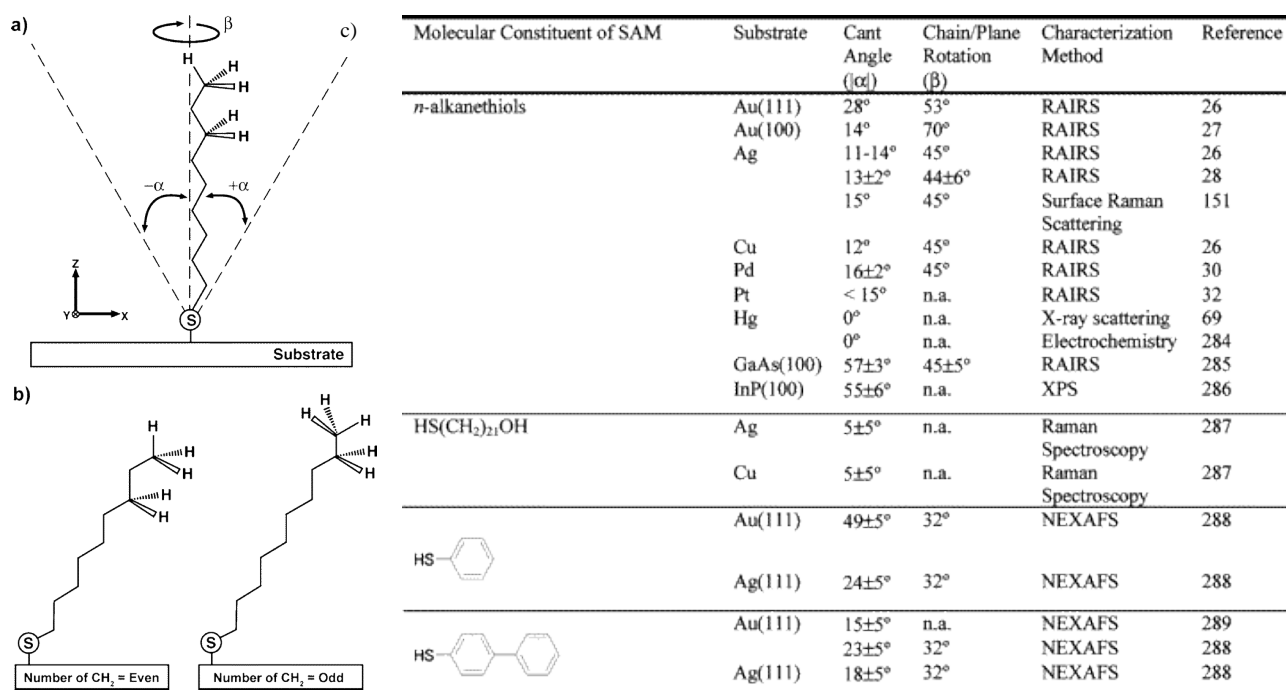 a)
β
c)
H
H
H
H
H
−α
+α
Z
Y
X
S
Substrate
b)
H
H
H
H
H
S
Number of CH2 = Even
H
H
H
H
H
S
Number of CH2 = Odd
Molecular Constituent of SAM Substrate Cant Angle (|α|) Chain/Plane Rotation (β) Characterization Method Reference
n-alkanethiols Au(111) 28° 53° RAIRS 26
Au(100) 14° 70° RAIRS 27
Ag 11-14° 45° RAIRS 26
13±2° 44±6° RAIRS 28
15° 45° Surface Raman Scattering 151
Cu 12° 45° RAIRS 26
Pd 16±2° 45° RAIRS 30
Pt < 15° n.a. RAIRS 32
Hg 0° n.a. X-ray scattering 69
0° n.a. Electrochemistry 284
GaAs(100) 57±3° 45±5° RAIRS 285
InP(100) 55±6° n.a. XPS 286
HS(CH2)21OH Ag 5±5° n.a. Raman Spectroscopy 287
Cu 5±5° n.a. Raman Spectroscopy 287
Au(111) 49±5° 32° NEXAFS 288
HS
Ag(111) 24±5° 32° NEXAFS 288
Au(111) 15±5° n.a. NEXAFS 289
HS
23±5° 32° NEXAFS 288
Ag(111) 18±5° 32° NEXAFS 288